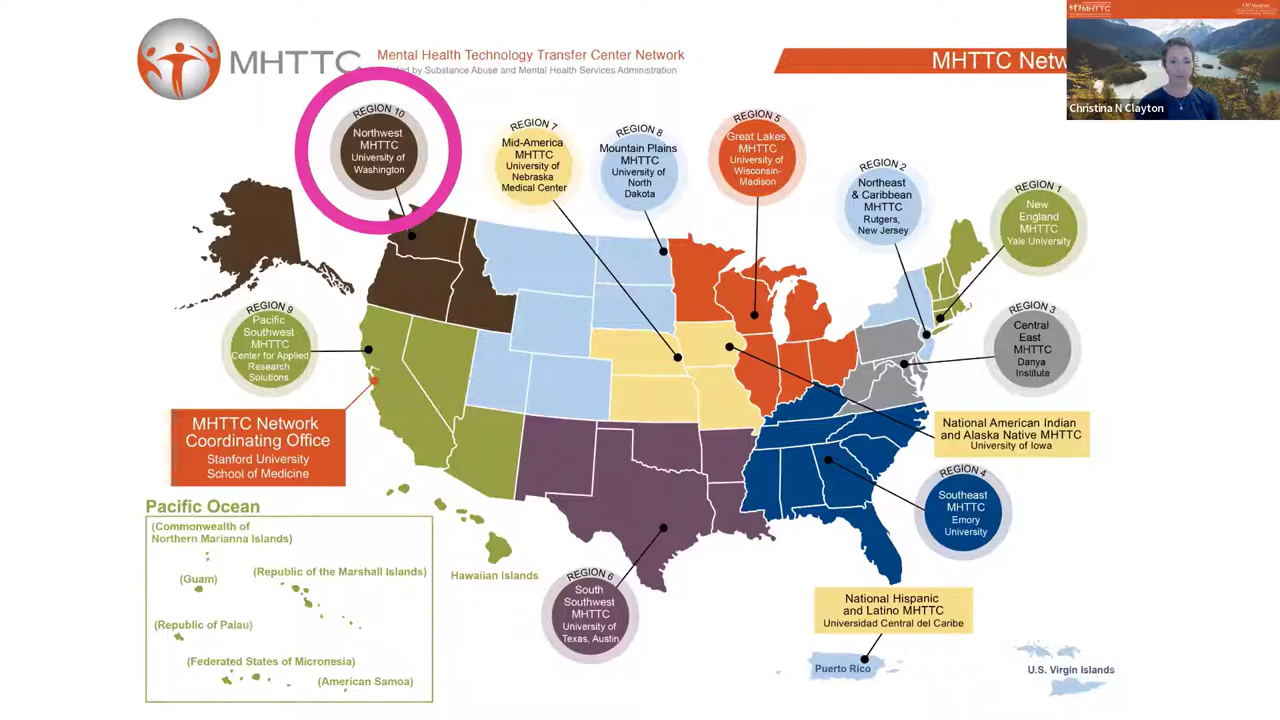 MHTTC
Mental Health Technology Transfer Center Network
by Substance Abuse and Mental Health Services Administration
MHTTC
MHTTC
Christina N Clayton
REGION 10
Northwest
MHTTC
University of
Washington
REGION 7
Mid-America
MHTTC
University of
Nebraska
Medical Center
REGION 8
Mountain Plains
MHTTC
University of
North
Dakota
REGION 5
Great Lakes
MHTTC
University of
Wisconsin-
Madison
REGION 2
Northeast
& Caribbean
MHTTC
Rutgers,
New Jersey
REGION 1
New
England
MHTTC
Yale University
REGION 9
Pacific
Southwest
MHTTC
Center for Applied
Research
Solutions
REGION 3
Central
East
MHTTC
Danya
Institute
MHTTC Network
Coordinating Office
Stanford University
School of Medicine
National American Indian
and Alaska Native MHTTC
University of Iowa
REGION 4
Southeast
MHTTC
Emory
University
Pacific Ocean
(Commonwealth of
Northern Marianna Islands)
(Guam)
(Republic of the Marshall Islands)
(Republic of Palau)
(Federated States of Micronesia)
(American Samoa)
Hawaiian Islands
REGION 6
South
Southwest
MHTTC
University of
Texas, Austin
National Hispanic
and Latino MHTTC
Universidad Central del Caribe
Puerto Rico
U.S. Virgin Islands